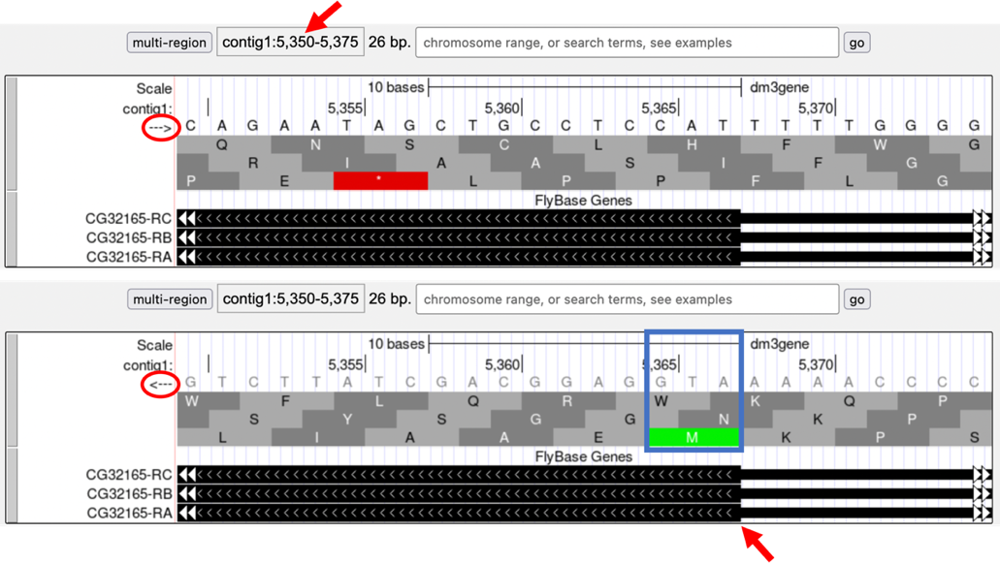 multi-region contig1:5,350-5,375 26 bp. chromosome range, or search terms, see examples go
Scale 10 bases dm3gene
contig1: 5,355 5,360 5,365 5,370
---> C A G A A T A G C T G C C T C C A T T T T T G G G G
Q N S C L H F W G
R I A A S I F G
P E * L P P F L G
FlyBase Genes
CG32165-RC
CG32165-RB
CG32165-RA
multi-region contig1:5,350-5,375 26 bp. chromosome range, or search terms, see examples go
Scale 10 bases dm3gene
contig1: 5,355 5,360 5,365 5,370
<--- G T C T T A T C G A C G G A G G T A A A A A C C C C
W F L Q R W K Q P
S Y S G G N K P
L I A A E M K P S
FlyBase Genes
CG32165-RC
CG32165-RB
CG32165-RA